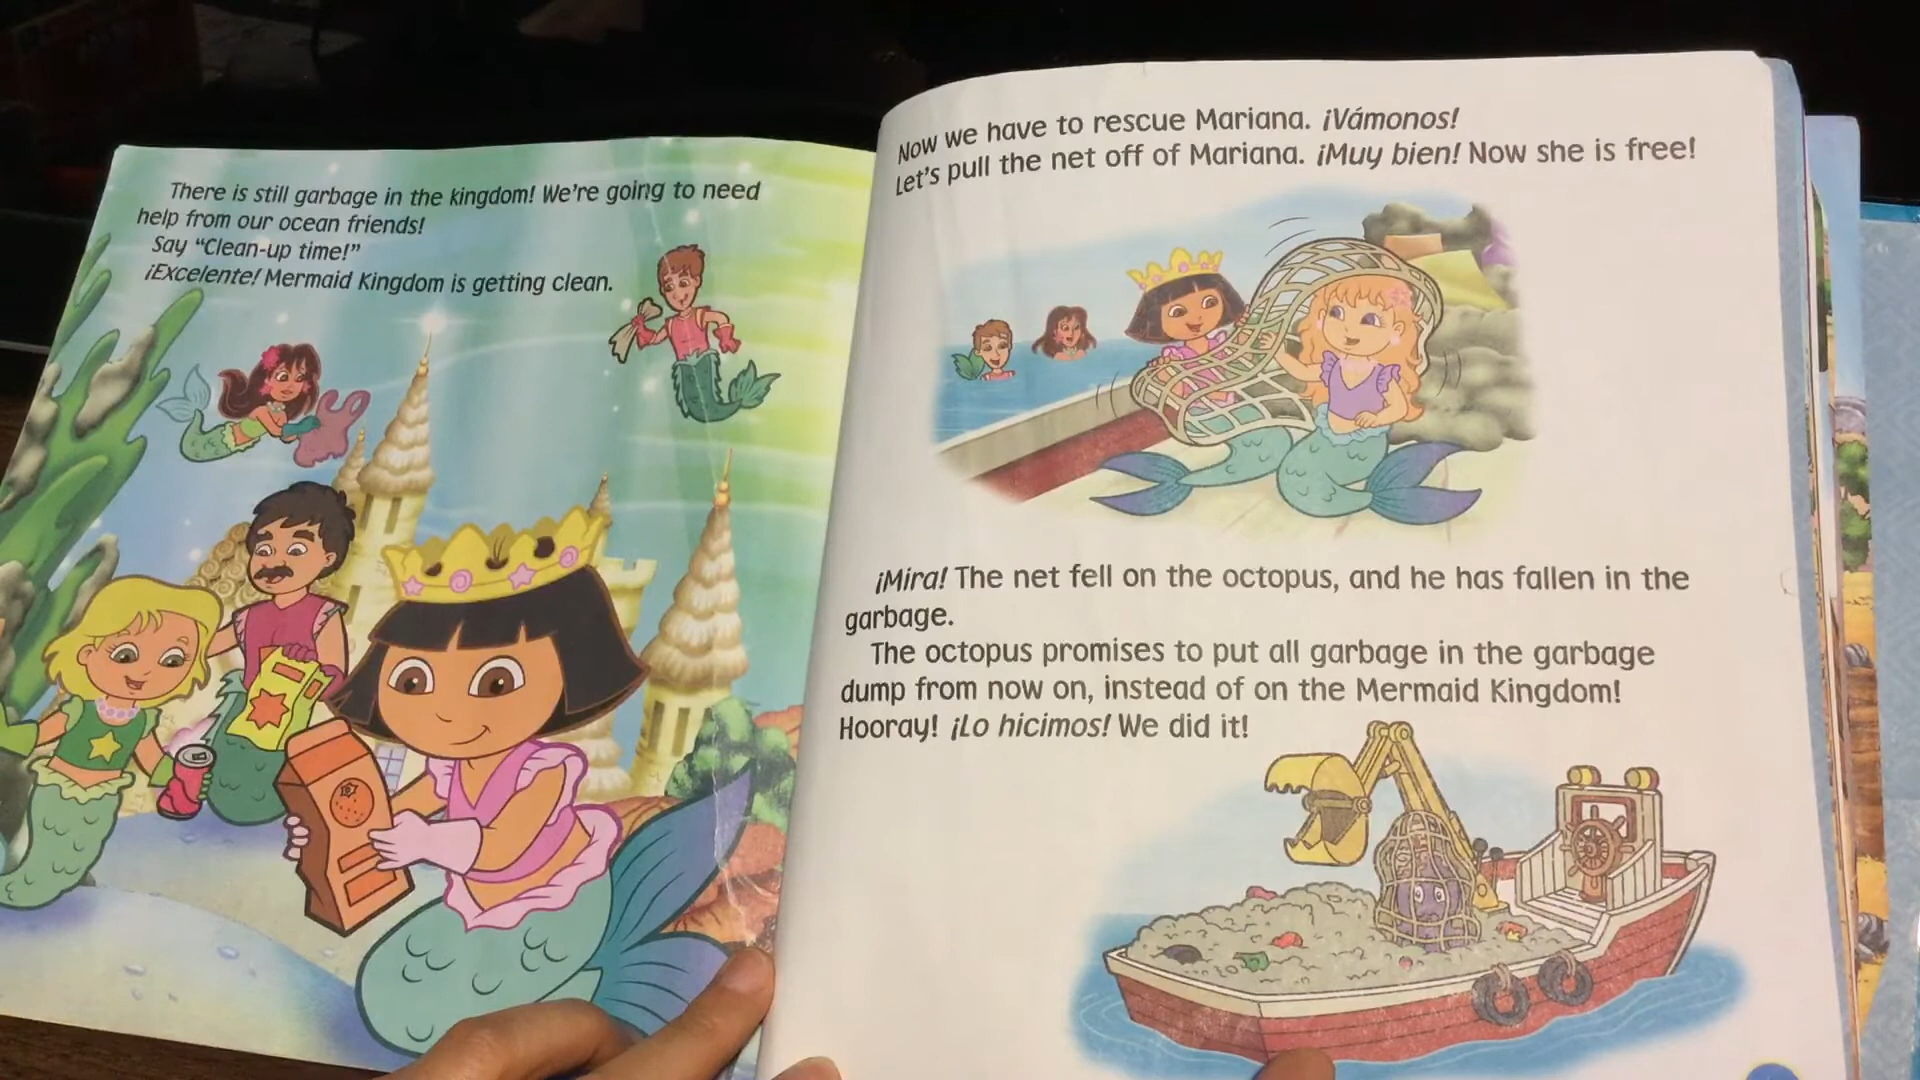 There is still garbage in the kingdom! We're going to need
help from our ocean friends!
Say “Clean-up time!”
¡Excelente! Mermaid Kingdom is getting clean.
Now we have to rescue Mariana. ¡Vámonos!
Let's pull the net off of Mariana. ¡Muy bien! Now she is free!
¡Mira! The net fell on the octopus, and he has fallen in the
garbage.
The octopus promises to put all garbage in the garbage
dump from now on, instead of on the Mermaid Kingdom!
Hooray! ¡Lo hicimos! We did it!